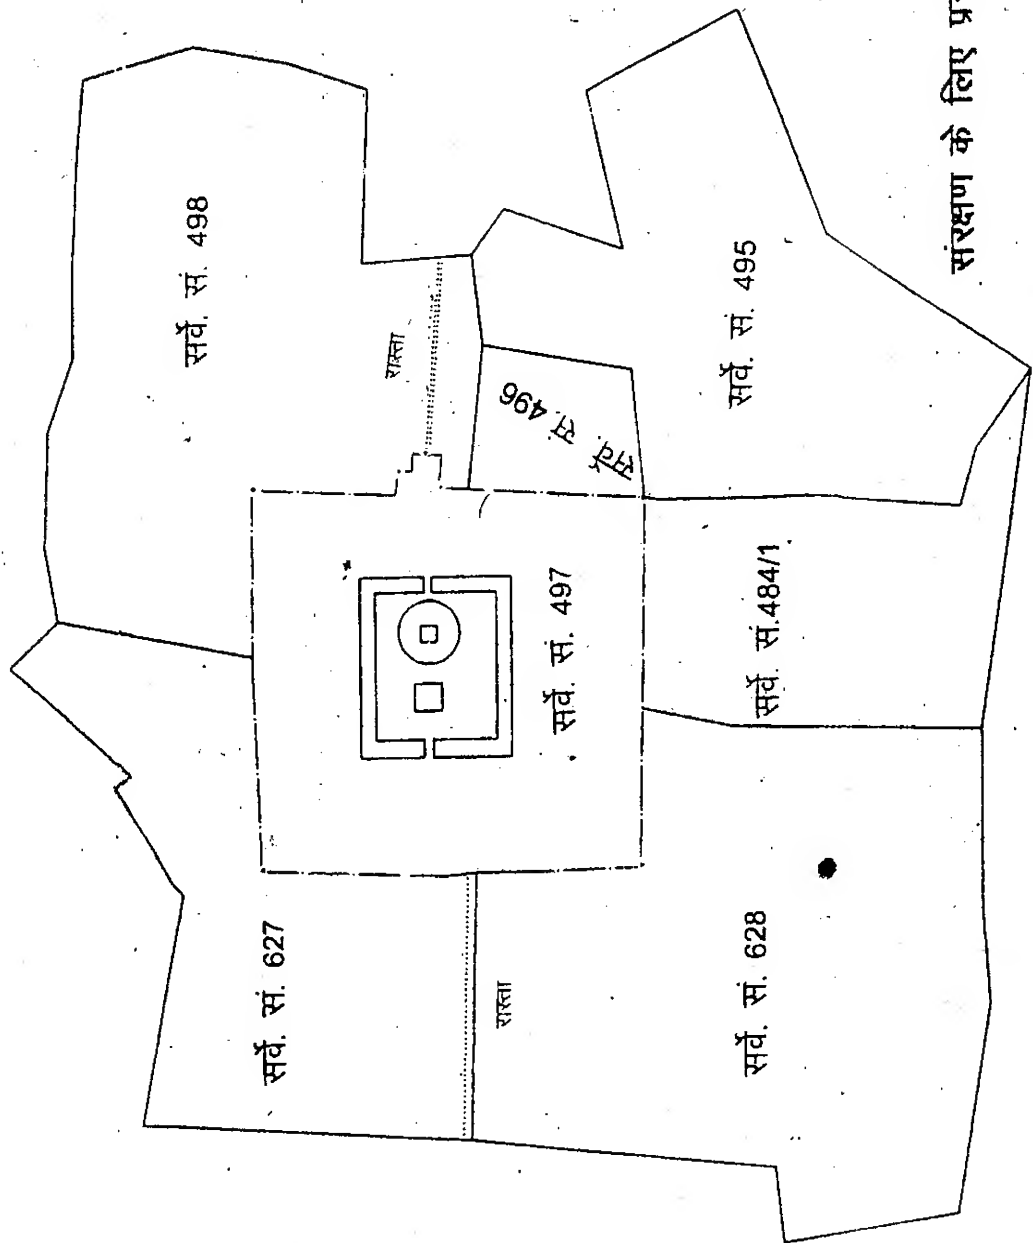 सर्वे. सं. 498
रास्ता
सर्वे. सं. 496
सर्वे. सं. 495
सर्वे. सं. 497
सर्वे. सं.484/1
सर्वे. सं. 627
रास्ता
सर्वे. सं. 628
संरक्षण के लिए